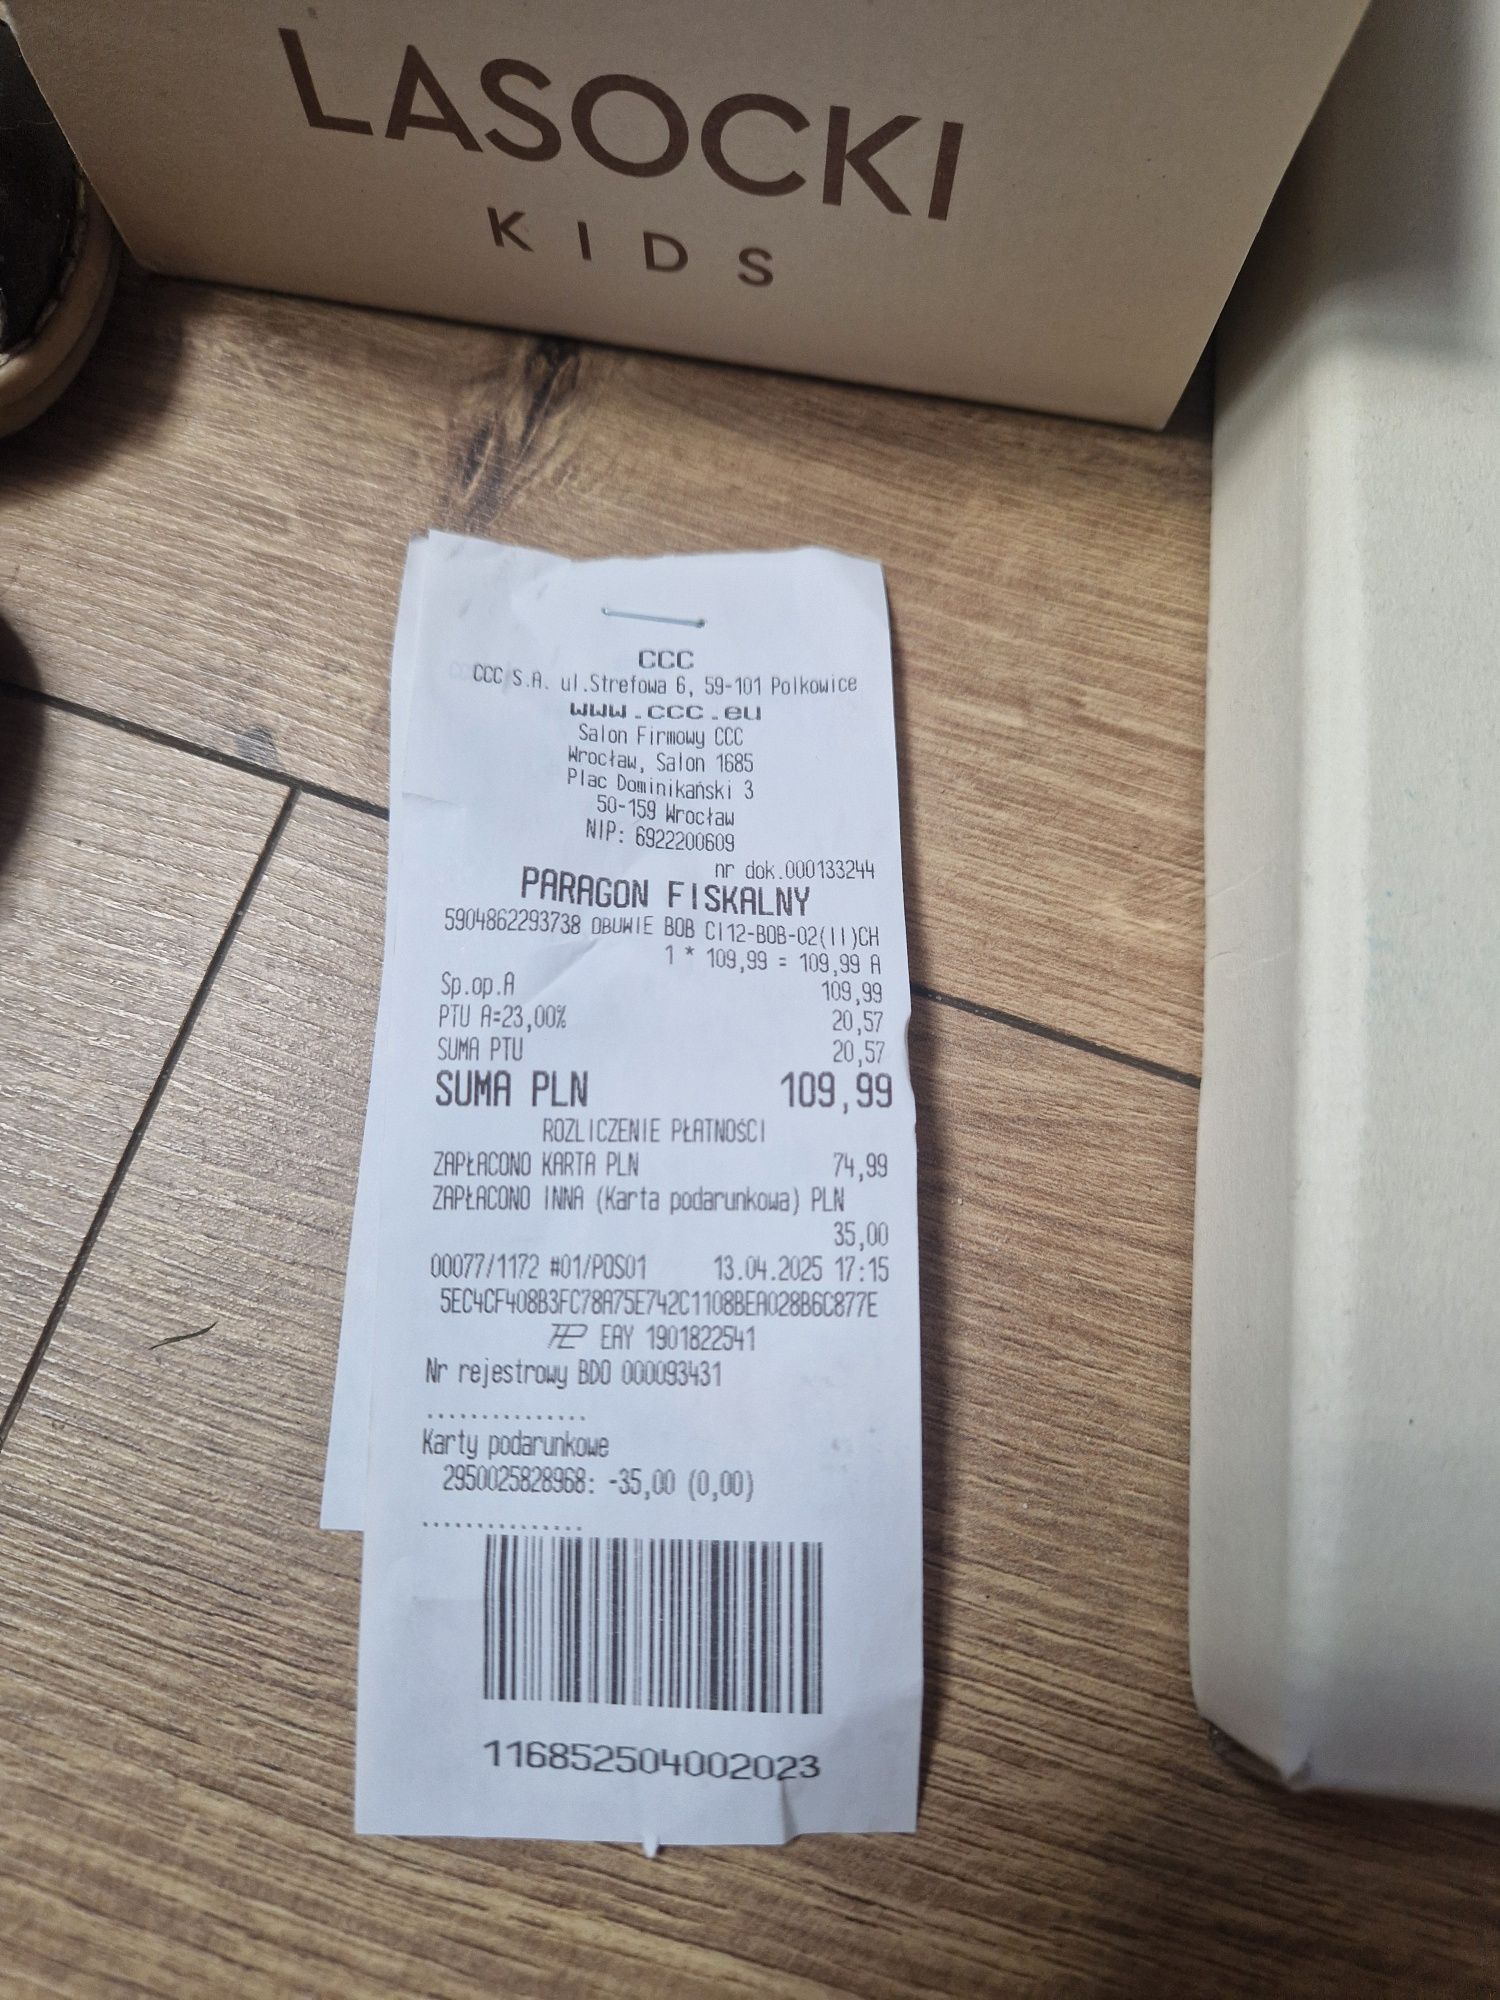 LASOCKI
KIDS
CCC
CCC S.A. ul.Strefowa 6, 59-101 Polkowice
www.ccc.eu
Salon Firmowy CCC
Wrocław, Salon 1685
Plac Dominikański 3
50-159 Wrocław
NIP: 6922200609
nr dok.000133244
PARAGON FISKALNY
5904862293738 OBUWIE BOB CI12-BOB-02(II)CH
1 * 109,99 = 109,99 A
Sp.op.A 109,99
PTU A=23,00% 20,57
SUMA PTU 20,57
SUMA PLN 109,99
ROZLICZENIE PŁATNOŚCI
ZAPŁACONO KARTA PLN 74,99
ZAPŁACONO INNA (Karta podarunkowa) PLN
35,00
00077/1172 #01/POS01 13.04.2025 17:15
5EC4CF408B3FC78A75E742C1108BEA028B6C877E
EAY 1901822541
Nr rejestrowy BDO 000093431
...............
Karty podarunkowe
2950025828968: -35,00 (0,00)
...............
116852504002023